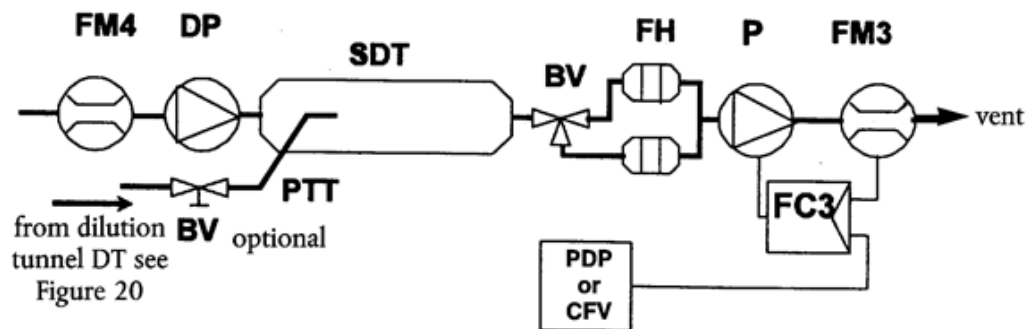 FM4
DP
SDT
BV
FH
P
FM3
vent
PTT
FC3
from dilution
tunnel DT see
Figure 20
BV optional
PDP
or
CFV